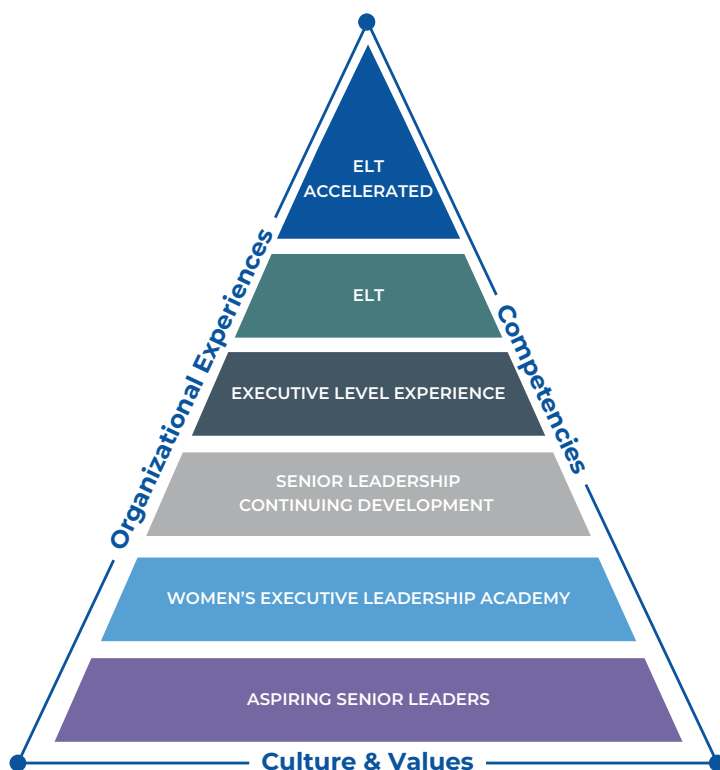 ELT
ACCELERATED
ELT
EXECUTIVE LEVEL EXPERIENCE
SENIOR LEADERSHIP
CONTINUING DEVELOPMENT
WOMEN’S EXECUTIVE LEADERSHIP ACADEMY
ASPIRING SENIOR LEADERS
Organizational Experiences
Competencies
Culture & Values